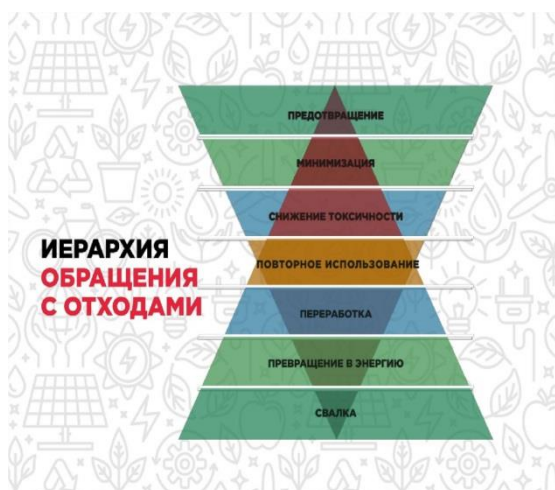 ПРЕДОТВРАЩЕНИЕ
МИНИМИЗАЦИЯ
СНИЖЕНИЕ ТОКСИЧНОСТИ
ИЕРАРХИЯ
ОБРАЩЕНИЯ
С ОТХОДАМИ
ПОВТОРНОЕ ИСПОЛЬЗОВАНИЕ
ПЕРЕРАБОТКА
ПРЕВРАЩЕНИЕ В ЭНЕРГИЮ
СВАЛКА